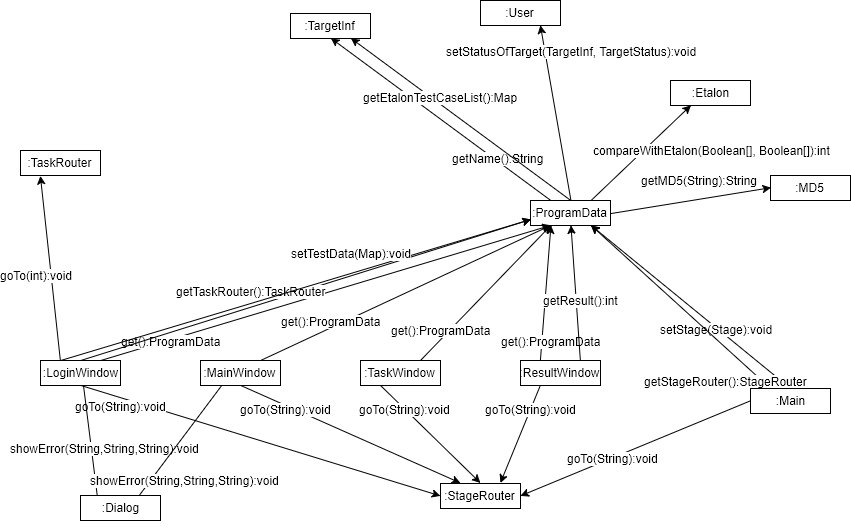 :User
:TargetInf
setStatusOfTarget(TargetInf, TargetStatus):void
:Etalon
getEtalonTestCaseList():Map
compareWithEtalon(Boolean[], Boolean[]):int
getName():String
:TaskRouter
getMD5(String):String
:MD5
:ProgramData
setTestData(Map):void
goTo(int):void
getTaskRouter():TaskRouter
getResult():int
get():ProgramData
get():ProgramData
setStage(Stage):void
get():ProgramData
get():ProgramData
:LoginWindow
:MainWindow
:TaskWindow
:ResultWindow
getStageRouter():StageRouter
:Main
goTo(String):void
goTo(String):void
goTo(String):void
goTo(String):void
showError(String,String,String):void
goTo(String):void
showError(String,String,String):void
:StageRouter
:Dialog